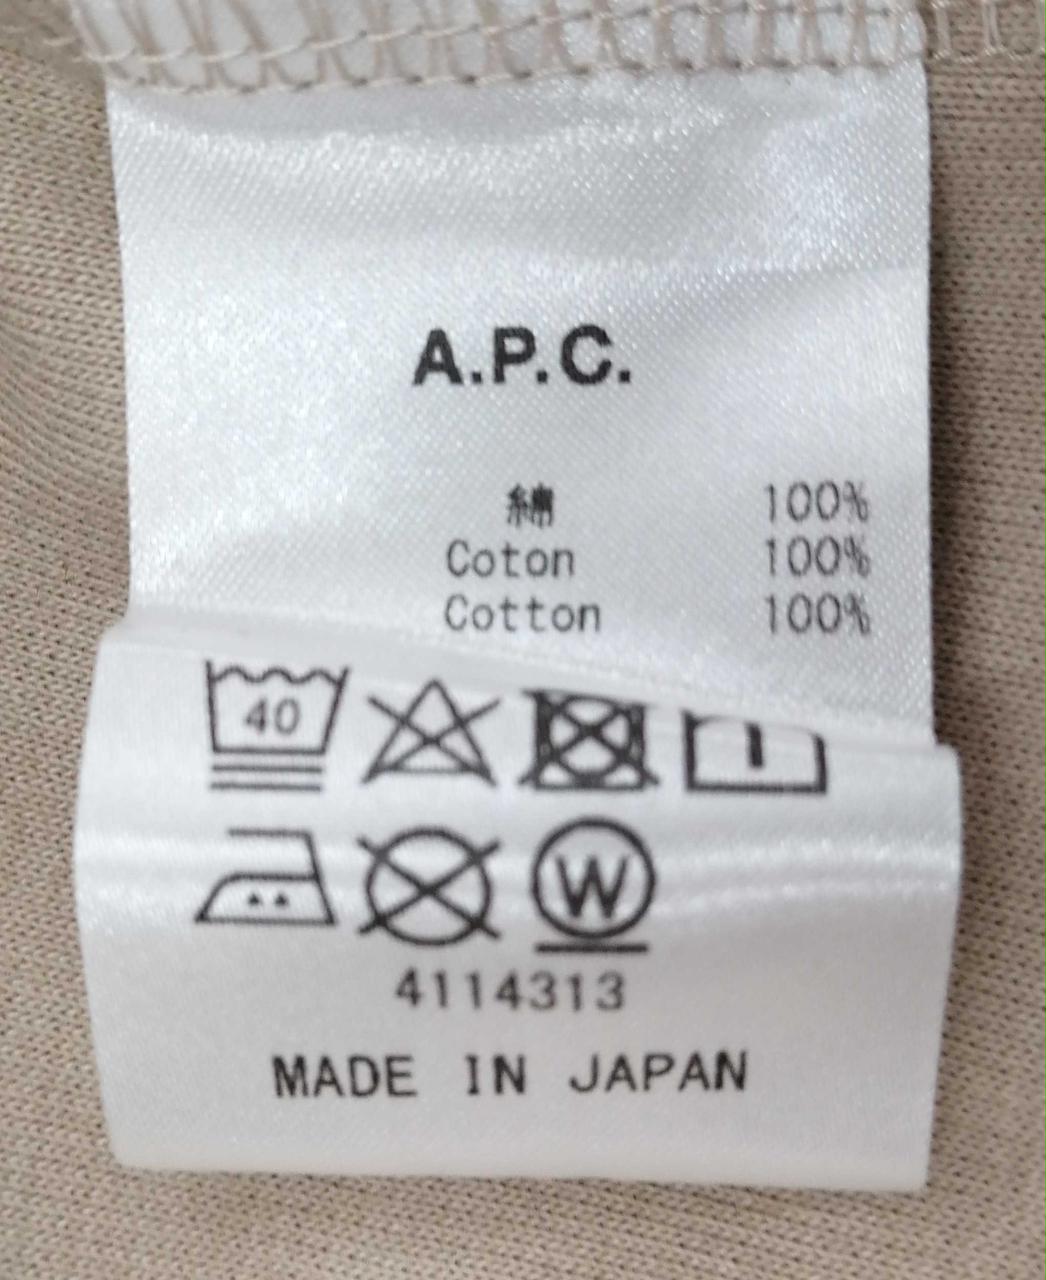 A.P.C.
綿 100%
Coton 100%
Cotton 100%
40
W
4114313
MADE IN JAPAN